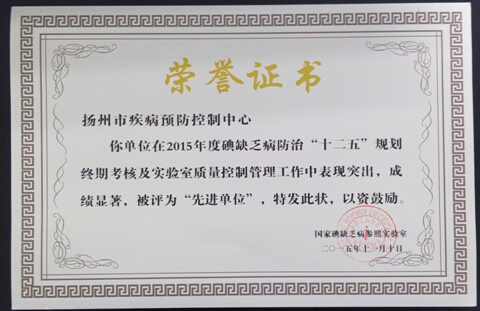 荣誉证书
扬州市疾病预防控制中心
你单位在2015年度碘缺乏病防治“十二五”规划
终期考核及实验室质量控制管理工作中表现突出，成
绩显著，被评为“先进单位”，特发此状，以资鼓励。
国家碘缺乏病参照实验室
二〇一五年十一月十日